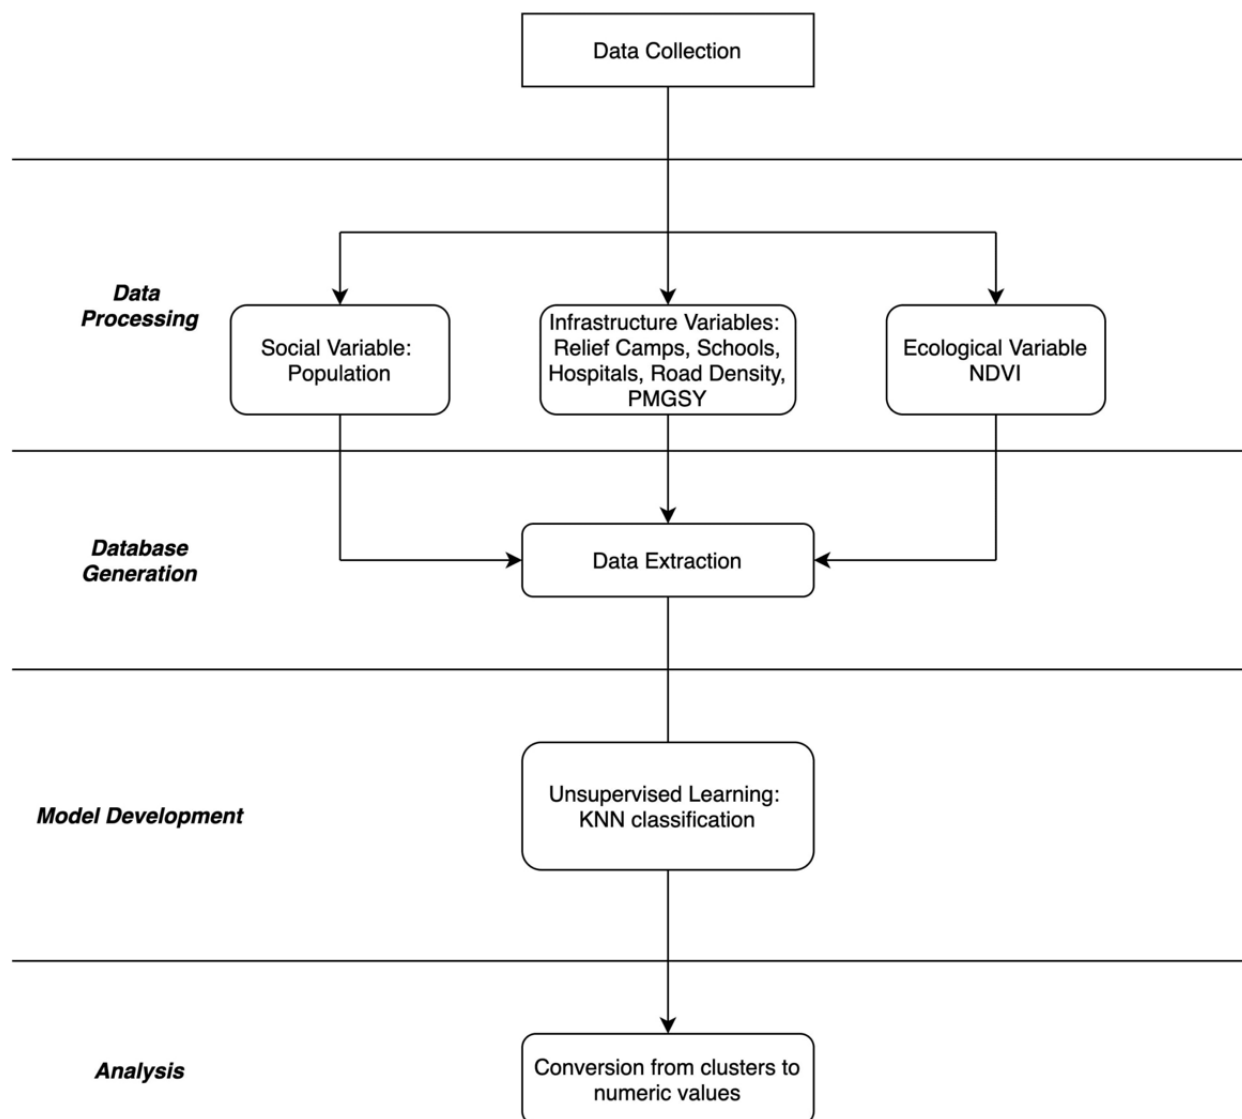 Data Collection
Data
Processing
Social Variable:
Population
Infrastructure Variables:
Relief Camps, Schools,
Hospitals, Road Density,
PMGSY
Ecological Variable
NDVI
Database
Generation
Data Extraction
Model Development
Unsupervised Learning:
KNN classification
Analysis
Conversion from clusters to
numeric values